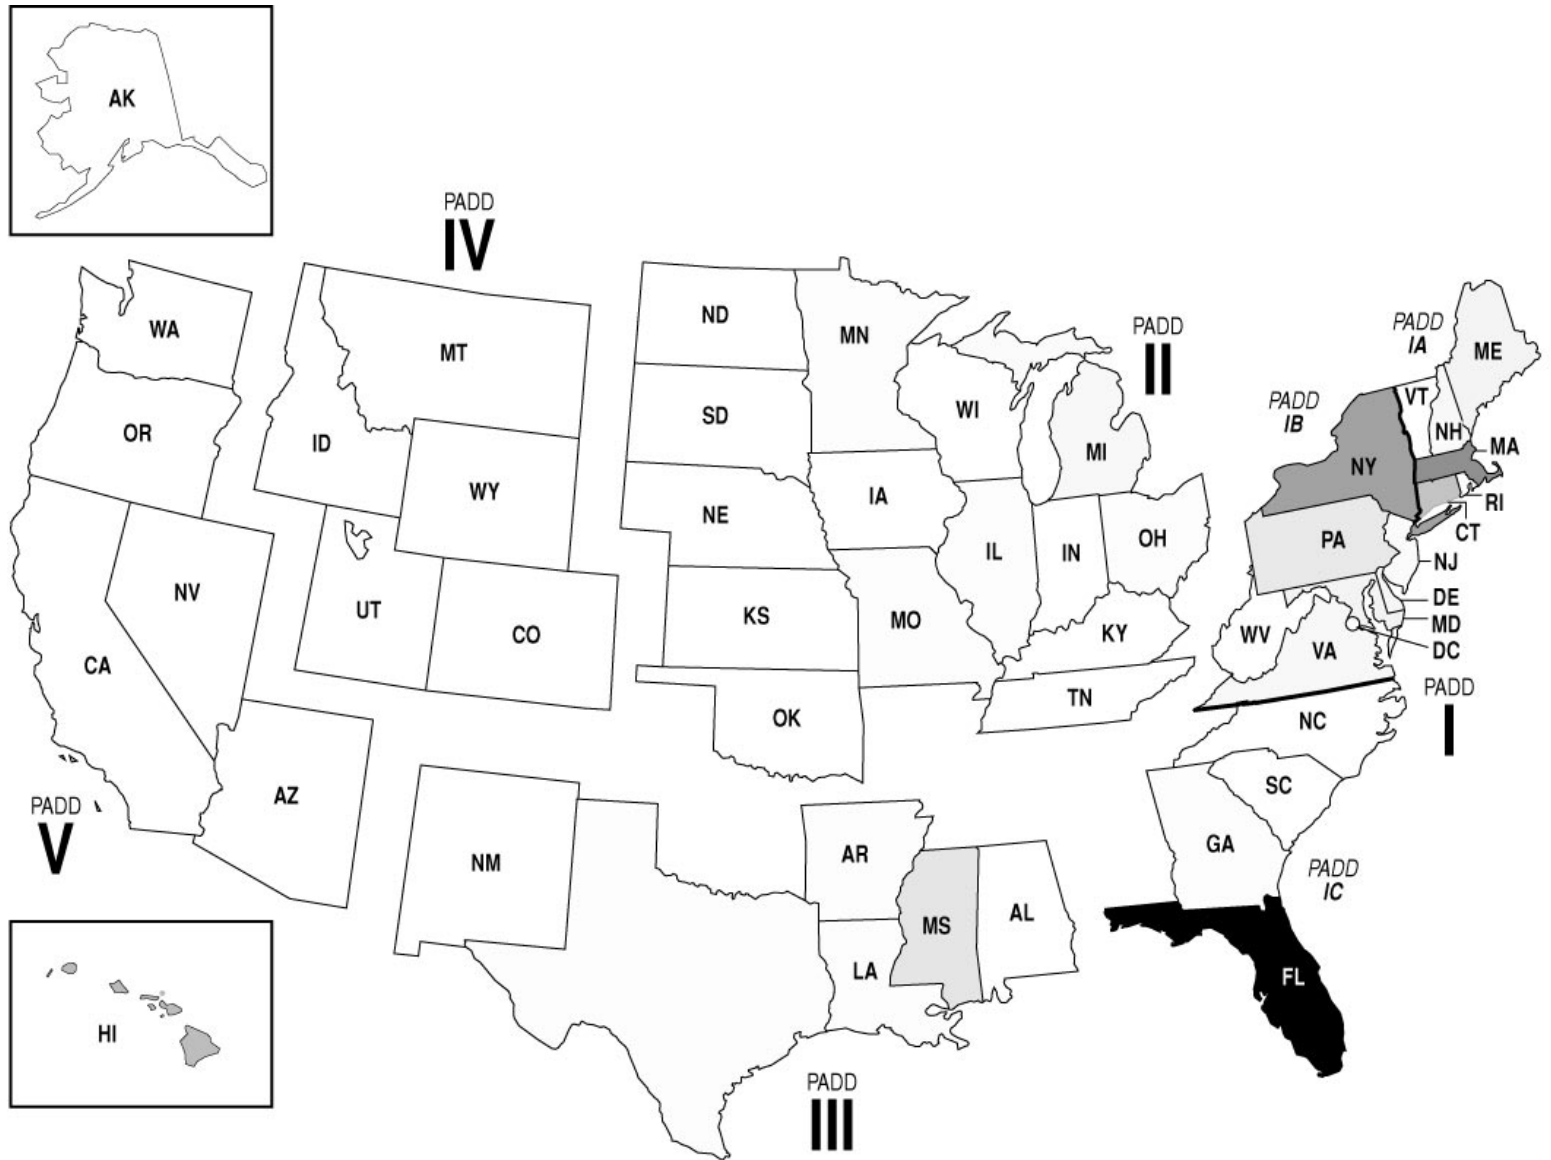 AK
PADD
IV
WA
MT
ND
MN
PADD
II
PADD
IA
ME
OR
ID
SD
WI
MI
PADD
IB
VT
NH
MA
NY
WY
NE
IA
RI
CT
PA
OH
IN
IL
NJ
NV
UT
CO
KS
MO
KY
WV
VA
DE
MD
DC
CA
PADD
I
OK
TN
NC
AZ
SC
PADD
V
NM
AR
GA
PADD
IC
MS
AL
LA
FL
HI
PADD
III